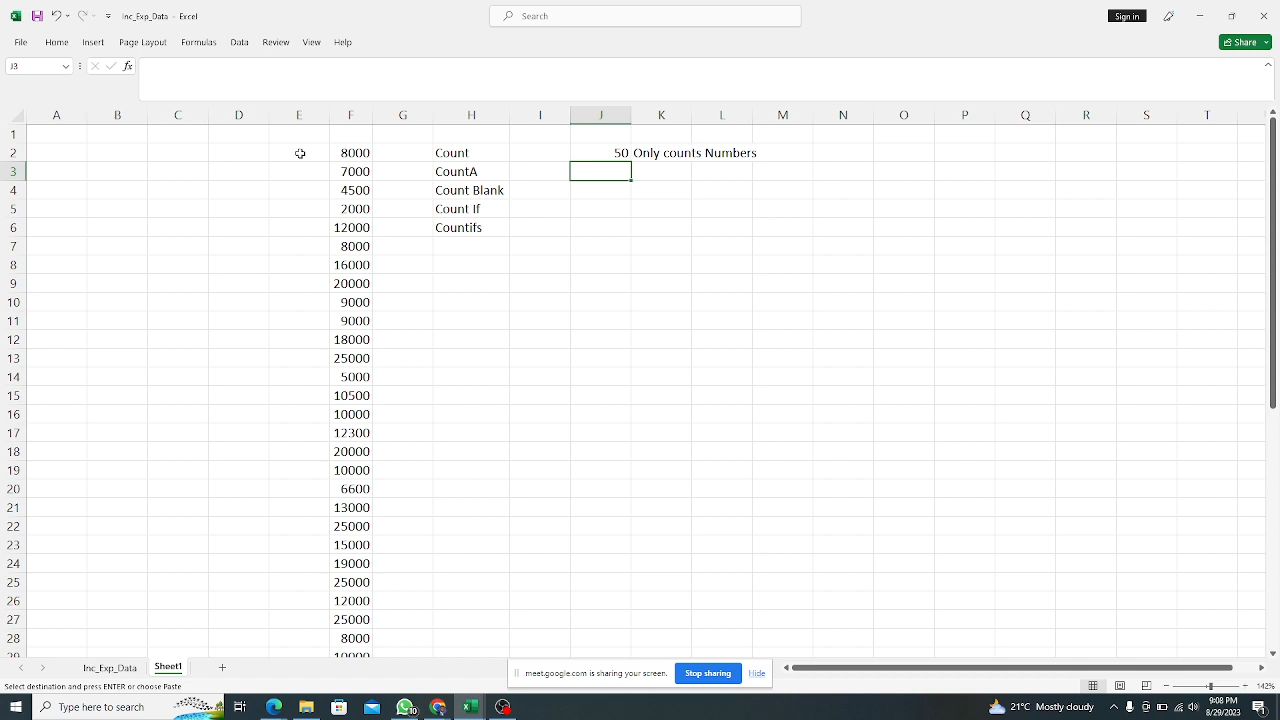 Inc_Exp_Data - Excel
Search
Sign in
File Home Insert Page Layout Formulas Data Review View Help
Share
J3
fx
A B C D E F G H I J K L M N O P Q R S T
1
2 8000 Count 50 Only counts Numbers
3 7000 CountA
4 4500 Count Blank
5 2000 Count If
6 12000 Countifs
7 8000
8 16000
9 20000
10 9000
11 9000
12 18000
13 25000
14 5000
15 10500
16 10000
17 12300
18 20000
19 10000
20 6600
21 13000
22 25000
23 15000
24 19000
25 25000
26 12000
27 25000
28 8000
29 10000
Inc_Exp_Data Sheet1
meet.google.com is sharing your screen. Stop sharing Hide
Select destination and press ENTER or choose Paste
142%
Type here to search
21°C Mostly cloudy
9:08 PM
8/29/2023